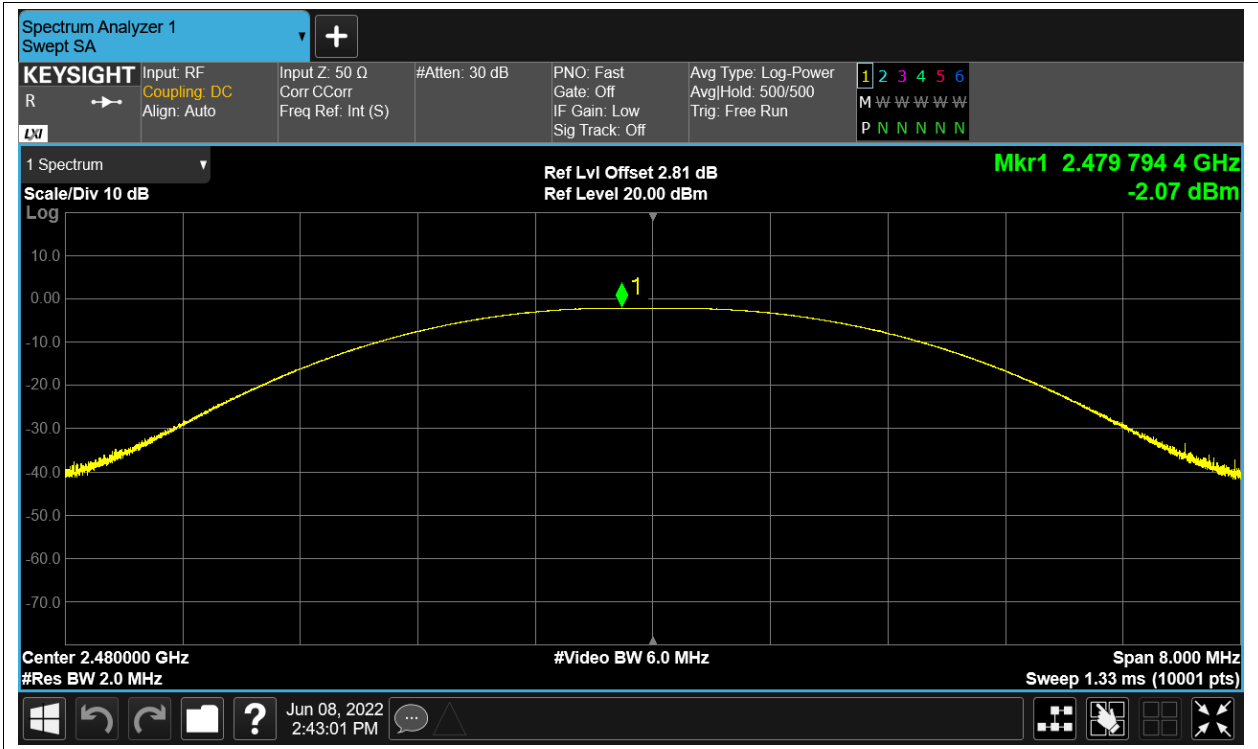 Spectrum Analyzer 1
Swept SA
+
KEYSIGHT
R
LXI
Input: RF
Coupling: DC
Align: Auto
Input Z: 50 Ω
Corr CCorr
Freq Ref: Int (S)
#Atten: 30 dB
PNO: Fast
Gate: Off
IF Gain: Low
Sig Track: Off
Avg Type: Log-Power
Avg|Hold: 500/500
Trig: Free Run
1 2 3 4 5 6
M W W W W W
P N N N N N
1 Spectrum
Scale/Div 10 dB
Log
Ref Lvl Offset 2.81 dB
Ref Level 20.00 dBm
Mkr1 2.479 794 4 GHz
-2.07 dBm
10.0
0.00
-10.0
-20.0
-30.0
-40.0
-50.0
-60.0
-70.0
1
Center 2.480000 GHz
#Res BW 2.0 MHz
#Video BW 6.0 MHz
Span 8.000 MHz
Sweep 1.33 ms (10001 pts)
?
Jun 08, 2022
2:43:01 PM